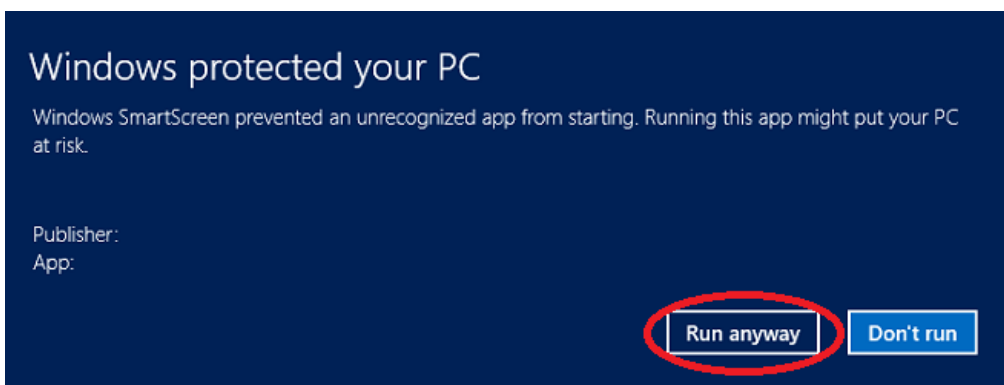 Windows protected your PC
Windows SmartScreen prevented an unrecognized app from starting. Running this app might put your PC
at risk.
Publisher:
App:
Run anyway
Don't run